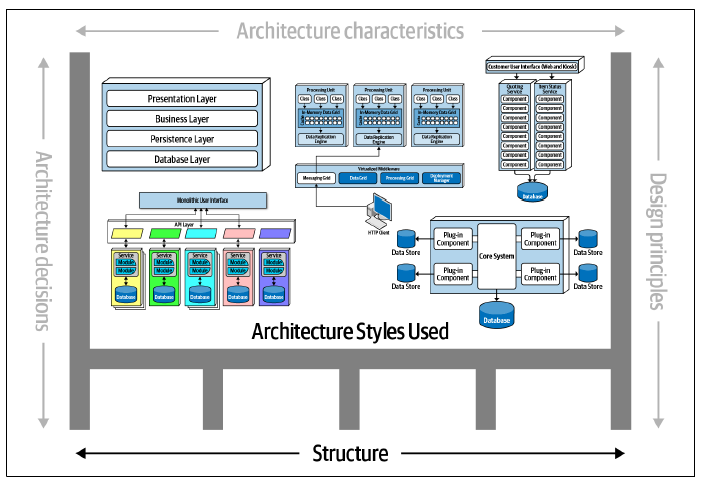 Architecture characteristics
Architecture decisions
Design principles
Presentation Layer
Business Layer
Persistence Layer
Database Layer
Processing Unit
Processing Unit
Processing Unit
Class Class Class
Class Class Class
Class Class Class
In-Memory Data Grid
In-Memory Data Grid
In-Memory Data Grid
Data Replication
Engine
Data Replication
Engine
Data Replication
Engine
Virtualized Middleware
Messaging Grid
Data Grid
Processing Grid
Deployment
Manager
HTTP Client
Customer User Interface (Web and Kiosk)
Quoting
Service
Component
Component
Component
Component
Component
Component
Component
Component
Item Status
Service
Component
Component
Component
Component
Component
Component
Component
Component
Database
Monolithic User Interface
API Layer
Service
Module
Module
Database
Service
Module
Module
Database
Service
Module
Module
Database
Service
Module
Module
Database
Service
Module
Module
Database
Plug-in
Component
Plug-in
Component
Core
System
Plug-in
Component
Plug-in
Component
Data Store
Data Store
Data Store
Data Store
Database
Architecture Styles Used
Structure